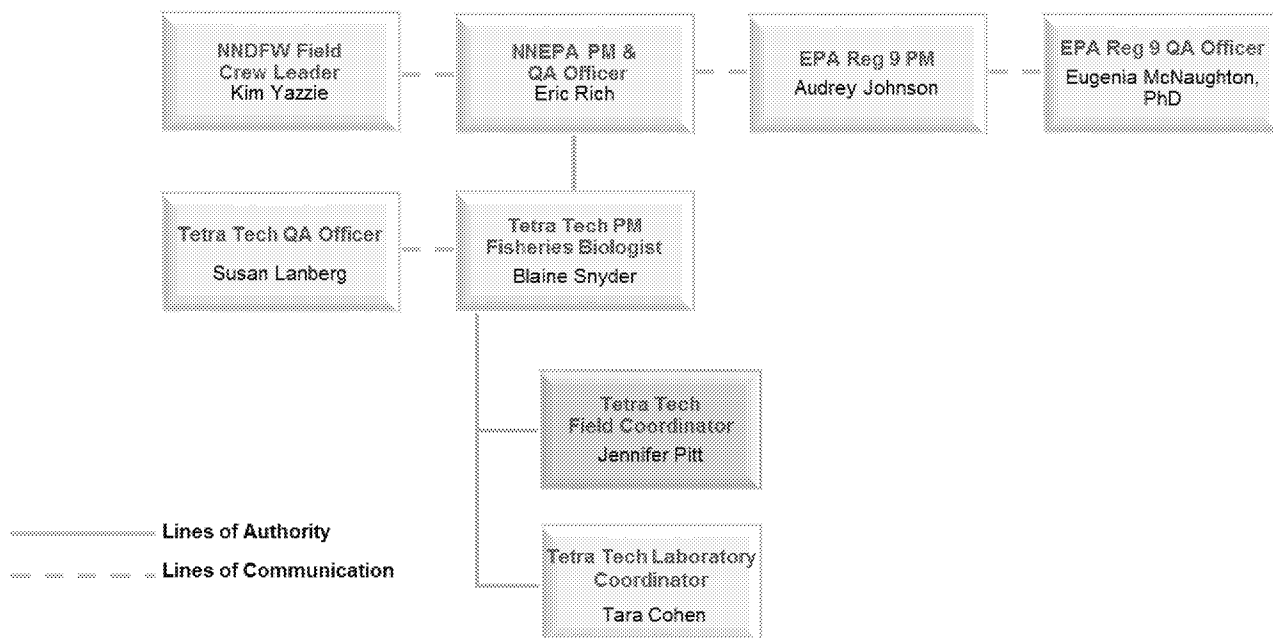 NNDFW Field
Crew Leader
Kim Yazzie
NNEPA PM &
QA Officer
Eric Rich
EPA Reg 9 PM
Audrey Johnson
EPA Reg 9 QA Officer
Eugenia McNaughton,
PhD
Tetra Tech QA Officer
Susan Lanberg
Tetra Tech PM
Fisheries Biologist
Blaine Snyder
Tetra Tech
Field Coordinator
Jennifer Pitt
Lines of Authority
Lines of Communication
Tetra Tech Laboratory
Coordinator
Tara Cohen